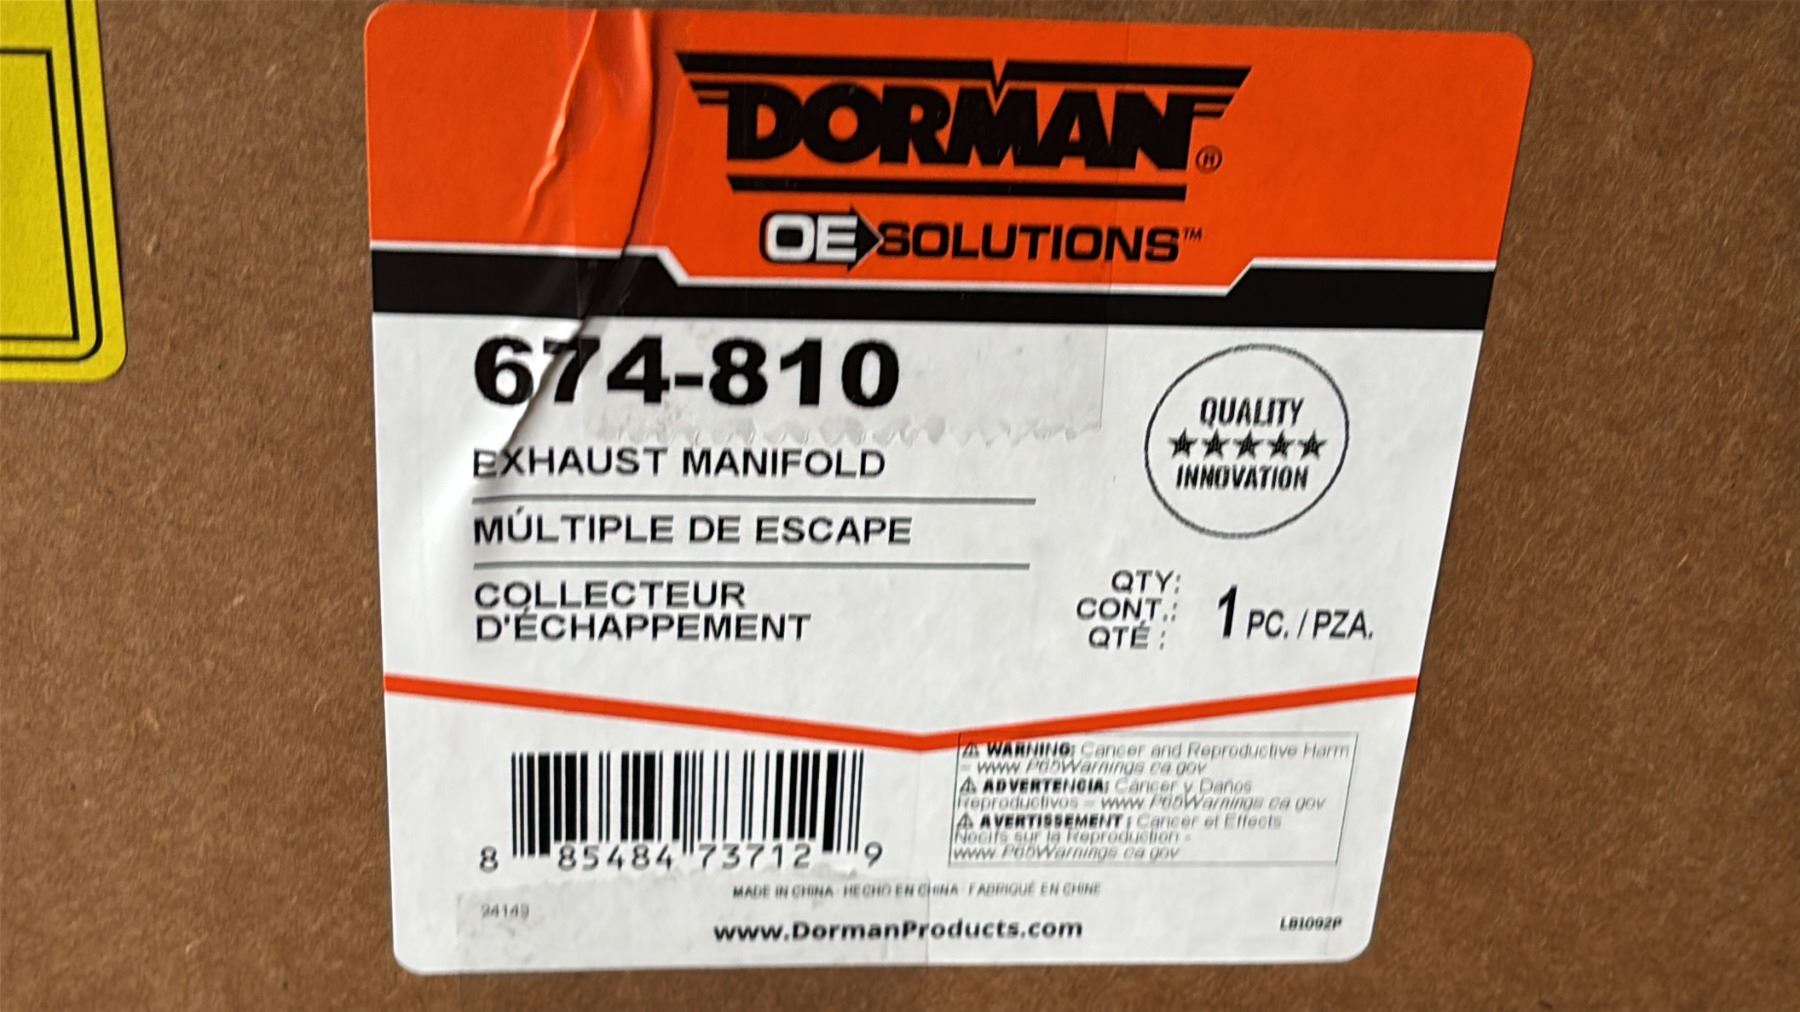 DORMAN®
OE SOLUTIONS™
674-810
EXHAUST MANIFOLD
MÚLTIPLE DE ESCAPE
COLLECTEUR
D'ÉCHAPPEMENT
QUALITY
★★★★★
INNOVATION
QTY:
CONT.:
QTÉ :
1 PC. / PZA.
⚠ WARNING: Cancer and Reproductive Harm
- www.P65Warnings.ca.gov
⚠ ADVERTENCIA: Cáncer y Daños
Reproductivos - www.P65Warnings.ca.gov
⚠ AVERTISSEMENT : Cancer et Effects
Nocifs sur la Reproduction -
www.P65Warnings.ca.gov
8 85484 73712 9
MADE IN CHINA HECHO EN CHINA FABRIQUÉ EN CHINE
94149
www.DormanProducts.com
LB1092P